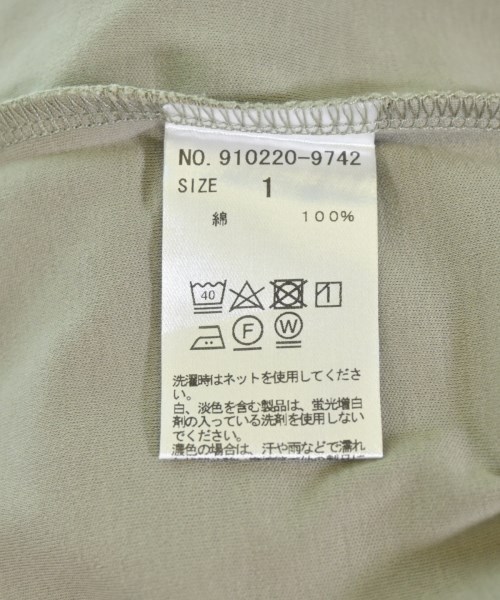 NO. 910220-9742
SIZE 1
綿 100%
40
F W
洗濯時はネットを使用してくださ
い。
白、淡色を含む製品は、蛍光増白
剤の入っている洗剤を使用しない
でください。
濃色の場合は、汗や雨などで濡れ